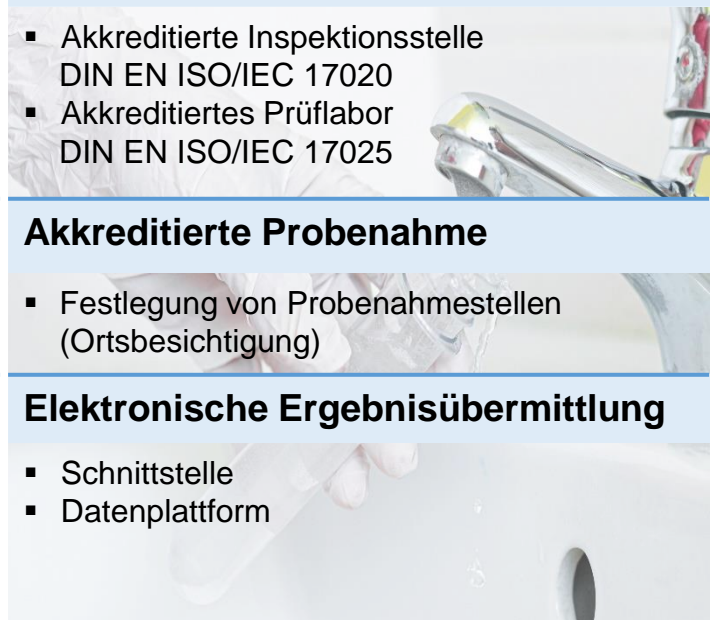 ▪ Akkreditierte Inspektionsstelle
DIN EN ISO/IEC 17020
▪ Akkreditiertes Prüflabor
DIN EN ISO/IEC 17025
Akkreditierte Probenahme
▪ Festlegung von Probenahmestellen
(Ortsbesichtigung)
Elektronische Ergebnisübermittlung
▪ Schnittstelle
▪ Datenplattform